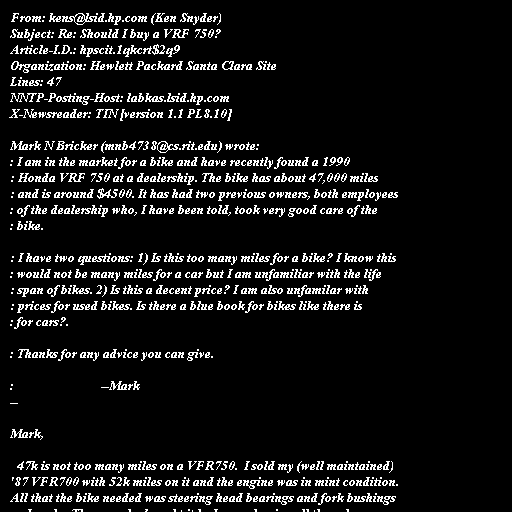 From: kens@lsid.hp.com (Ken Snyder)
Subject: Re: Should I buy a VRF 750?
Article-I.D.: hpscit.1qkcrt$2q9
Organization: Hewlett Packard Santa Clara Site
Lines: 47
NNTP-Posting-Host: labkas.lsid.hp.com
X-Newsreader: TIN [version 1.1 PL8.10]

Mark N Bricker (mnb4738@cs.rit.edu) wrote:
: I am in the market for a bike and have recently found a 1990
: Honda VRF 750 at a dealership. The bike has about 47,000 miles
: and is around $4500. It has had two previous owners, both employees
: of the dealership who, I have been told, took very good care of the
: bike.

: I have two questions: 1) Is this too many miles for a bike? I know this
: would not be many miles for a car but I am unfamiliar with the life
: span of bikes. 2) Is this a decent price? I am also unfamilar with
: prices for used bikes. Is there a blue book for bikes like there is
: for cars?.

: Thanks for any advice you can give.

: --Mark
--

Mark,

47k is not too many miles on a VFR750. I sold my (well maintained)
'87 VFR700 with 52k miles on it and the engine was in mint condition.
All that the bike needed was steering head bearings and fork bushings